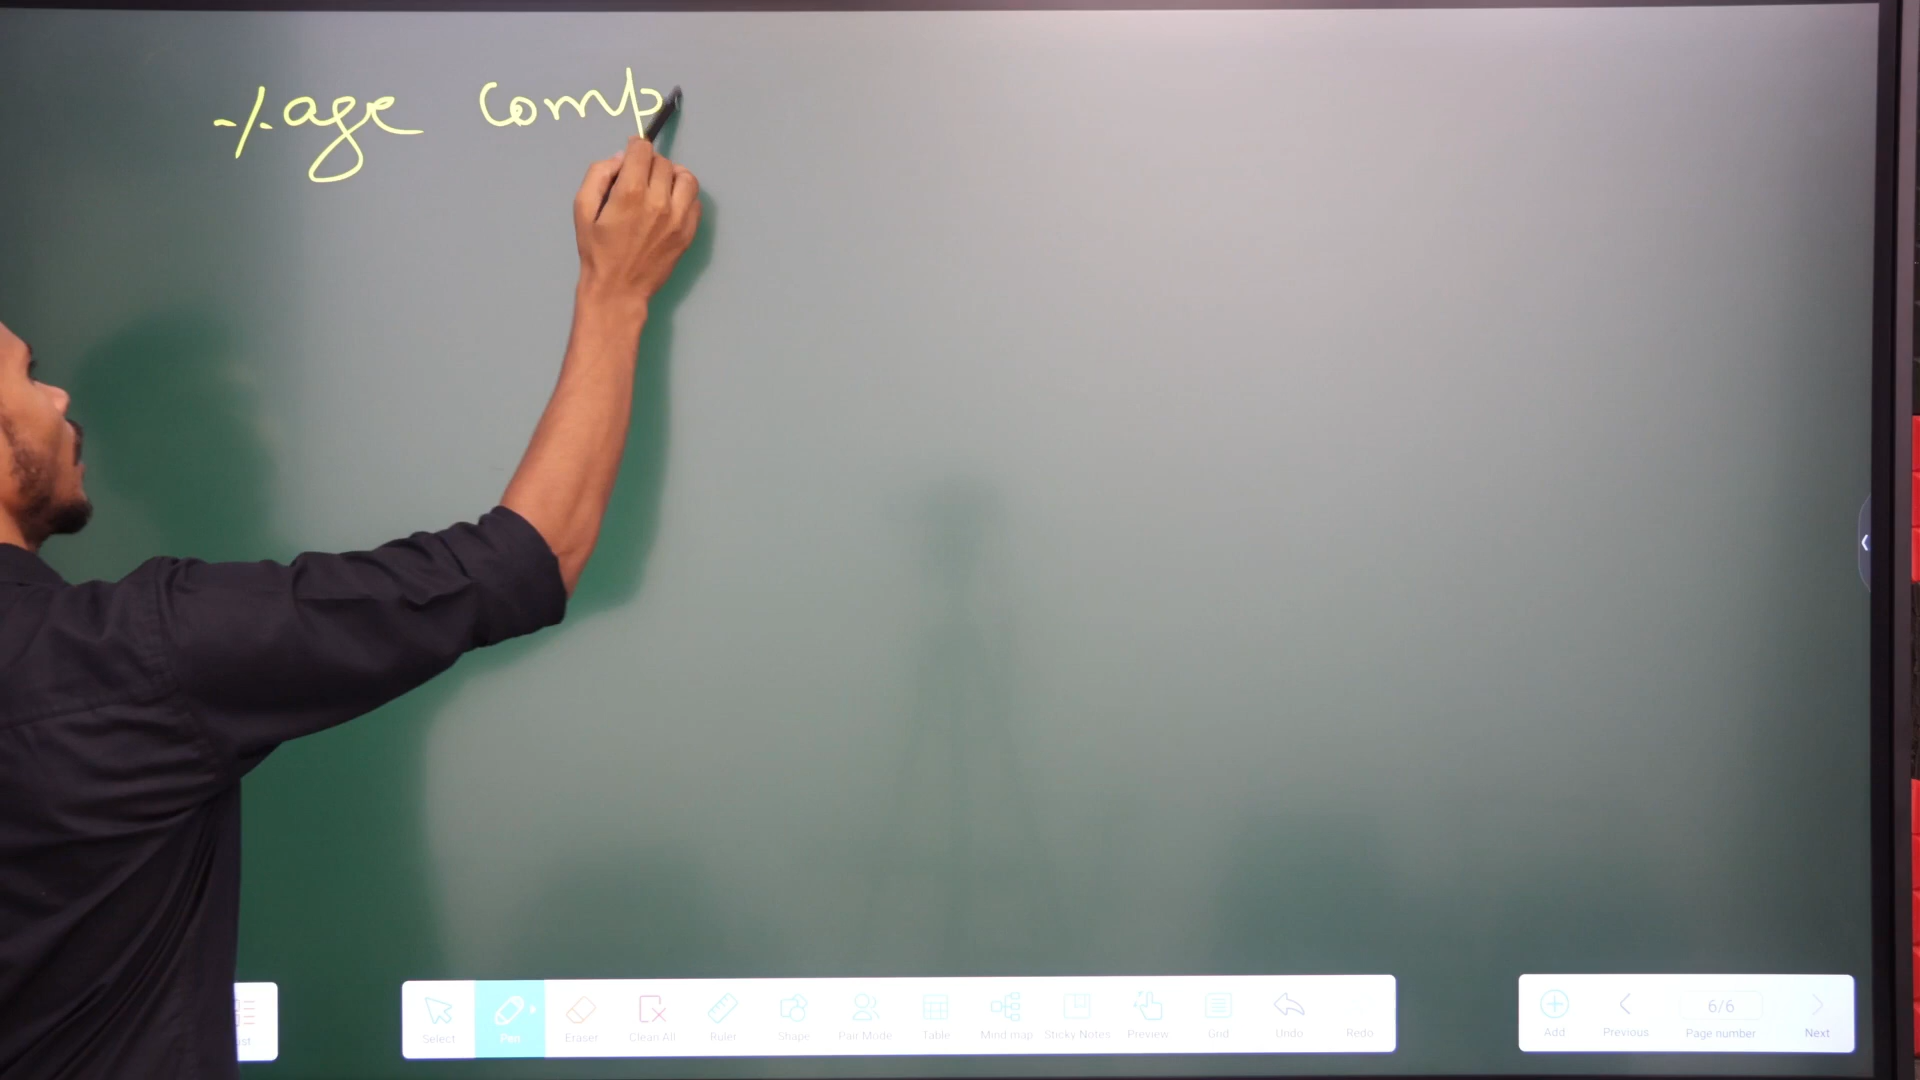 %age comp
Select Pen Eraser Clean All Ruler Shape Pair Mode Table Mind map Sticky Notes Preview Grid Undo Redo
Add Previous 6/6 Page number Next